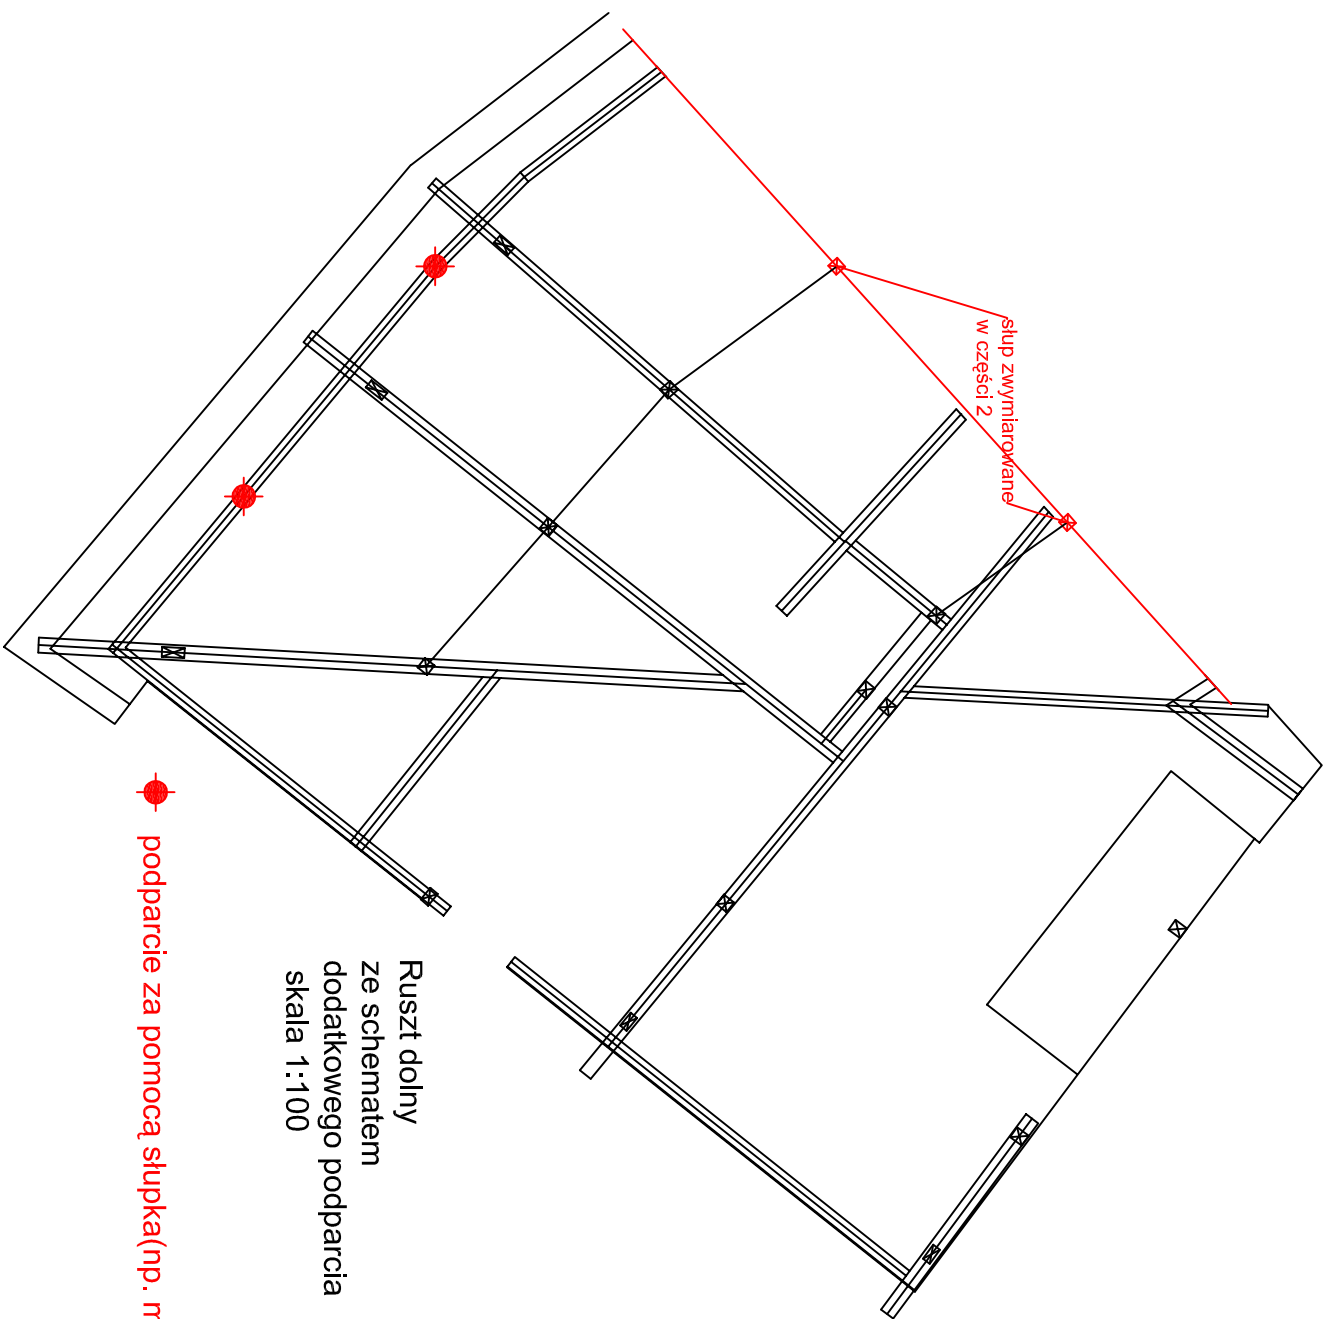 słup zwymiarowane
w części 2
Ruszt dolny
ze schematem
dodatkowego podparcia
skala 1:100
podparcie za pomocą słupka(np.